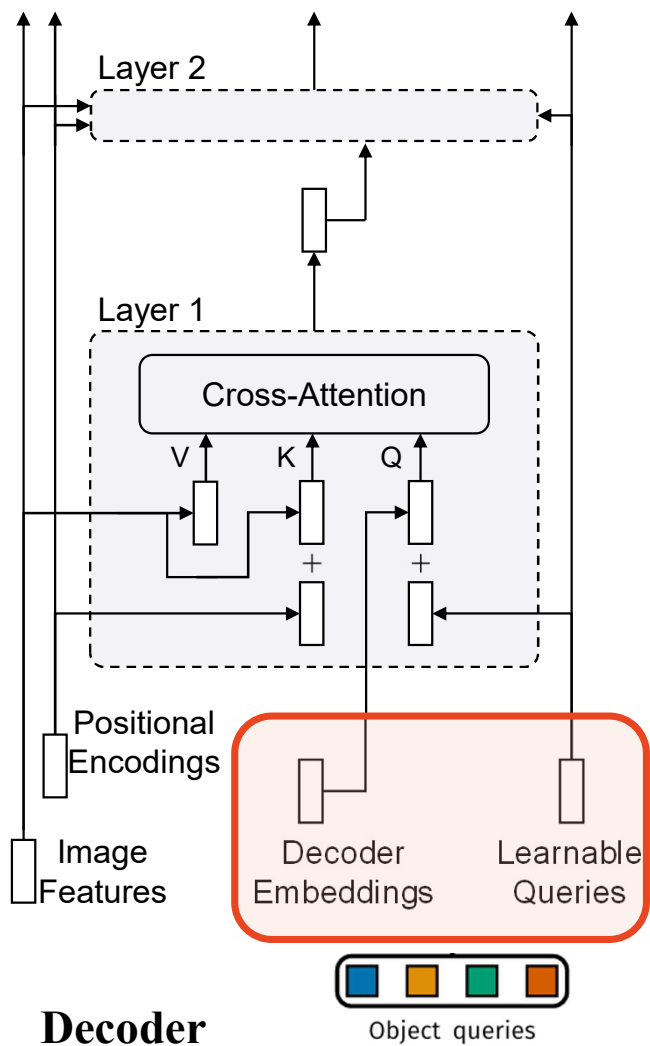 Layer 2
Layer 1
Cross-Attention
V
K
Q
+
+
Positional
Encodings
Image
Features
Decoder
Embeddings
Learnable
Queries
Decoder
Object queries